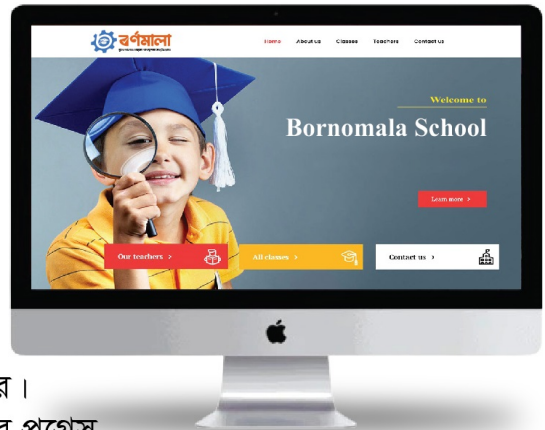 বর্ণমালা
Home About us Classes Teachers Contact us
Welcome to
Bornomala School
Learn more >
Our teachers >
All classes >
Contact us >